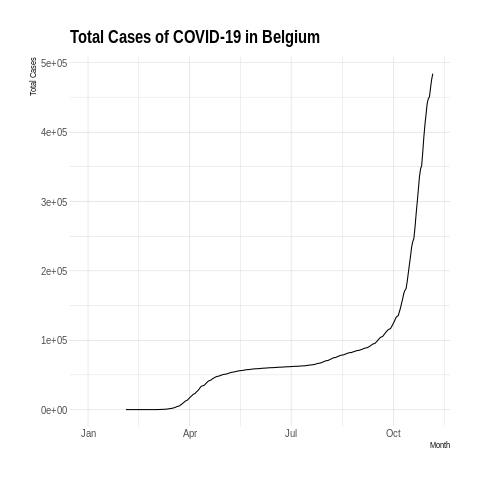 Total Cases of COVID-19 in Belgium
Total Cases
5e+05
4e+05
3e+05
2e+05
1e+05
0e+00
Jan Apr Jul Oct
Month